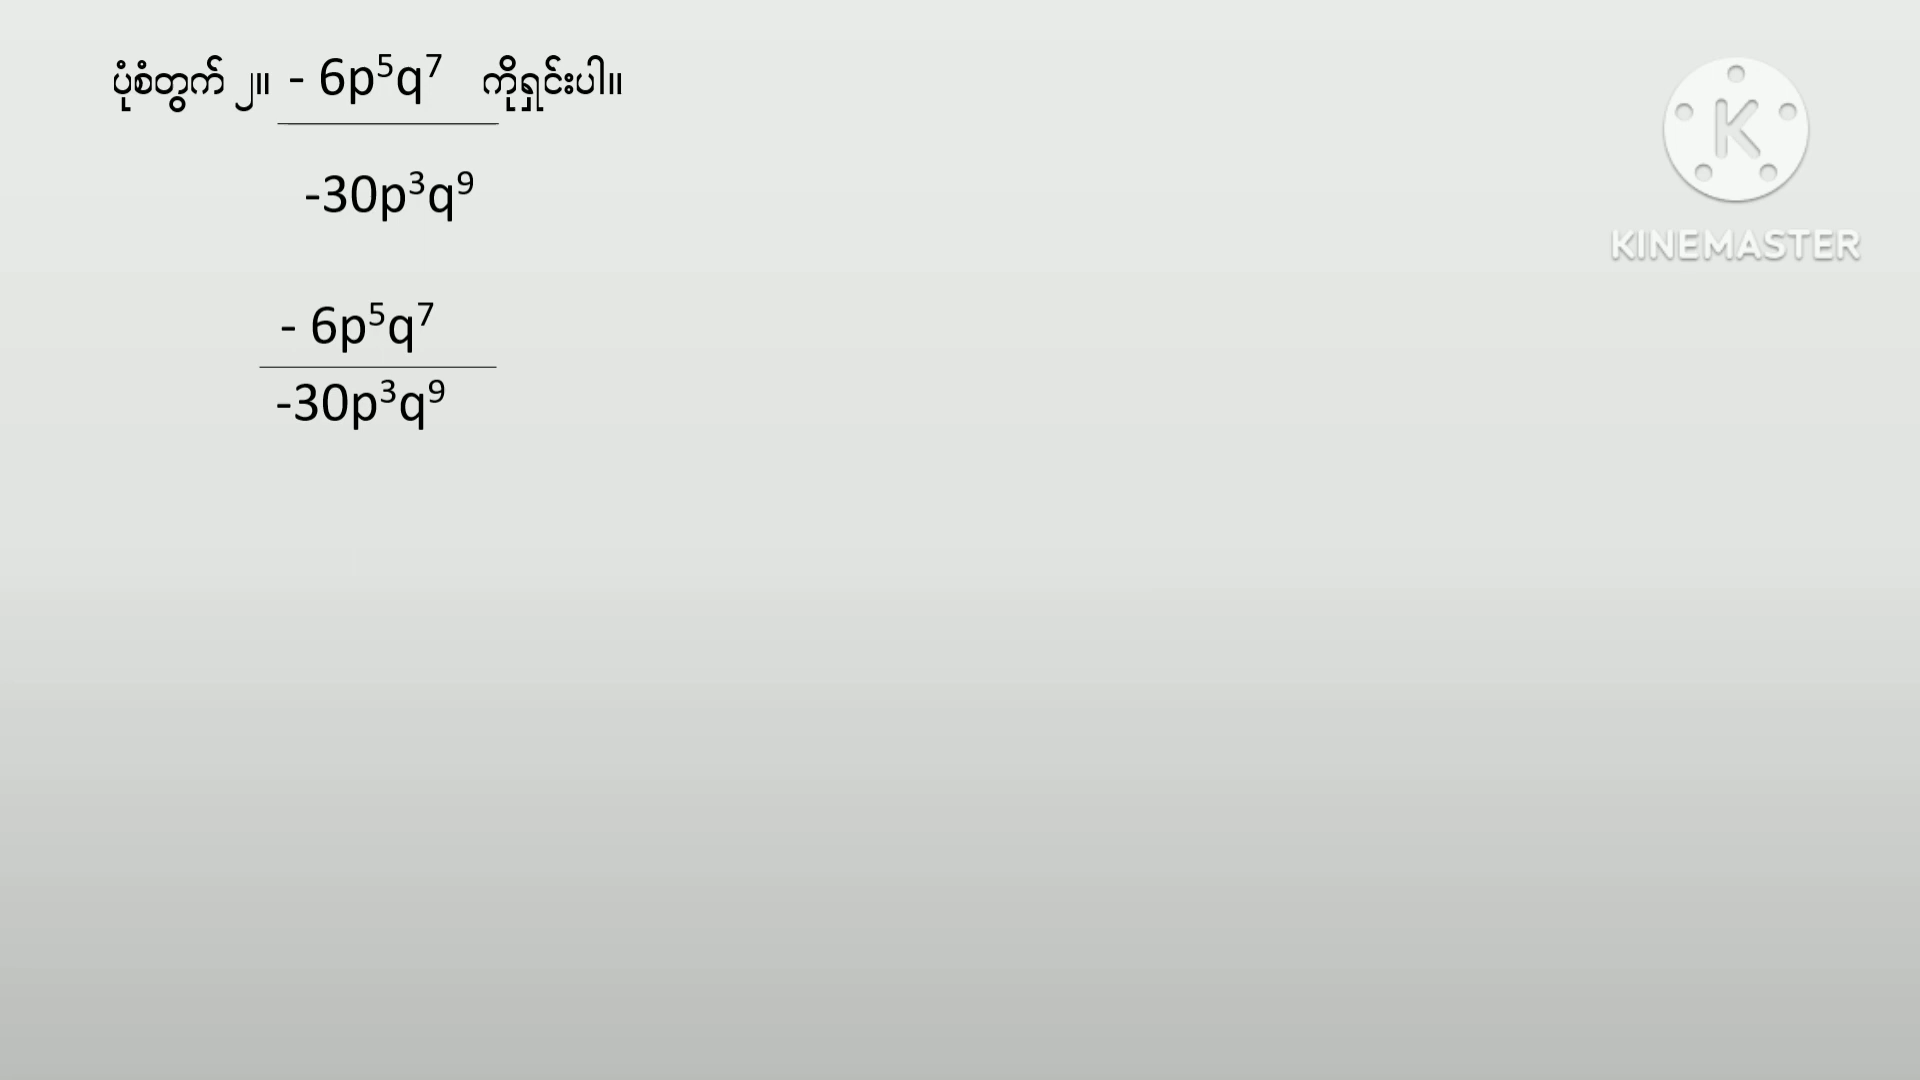 ပုံစံတွက် ၂။ - 6p⁵q⁷ ကိုရှင်းပါ။
-30p³q⁹
- 6p⁵q⁷
-30p³q⁹
K
KINEMASTER